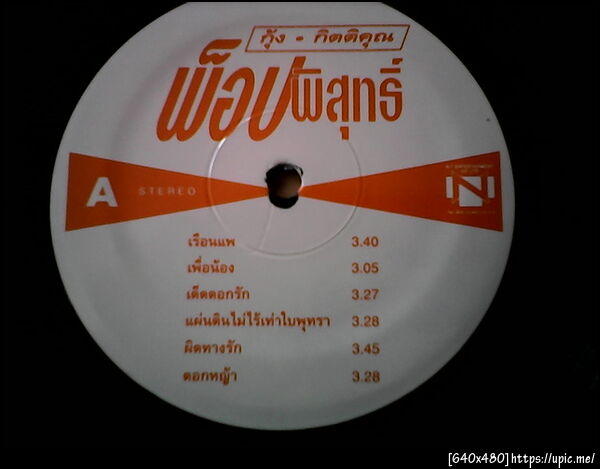 กุ้ง - กิตติคุณ
พ็อปพิสุทธิ์
A STEREO
N
เรือนแพ 3.40
เพื่อน้อง 3.05
เด็ดดอกรัก 3.27
แผ่นดินไม่ไร้เท่าใบพุทรา 3.28
ผิดทางรัก 3.45
ดอกหญ้า 3.28
[640x480]https://upic.me/